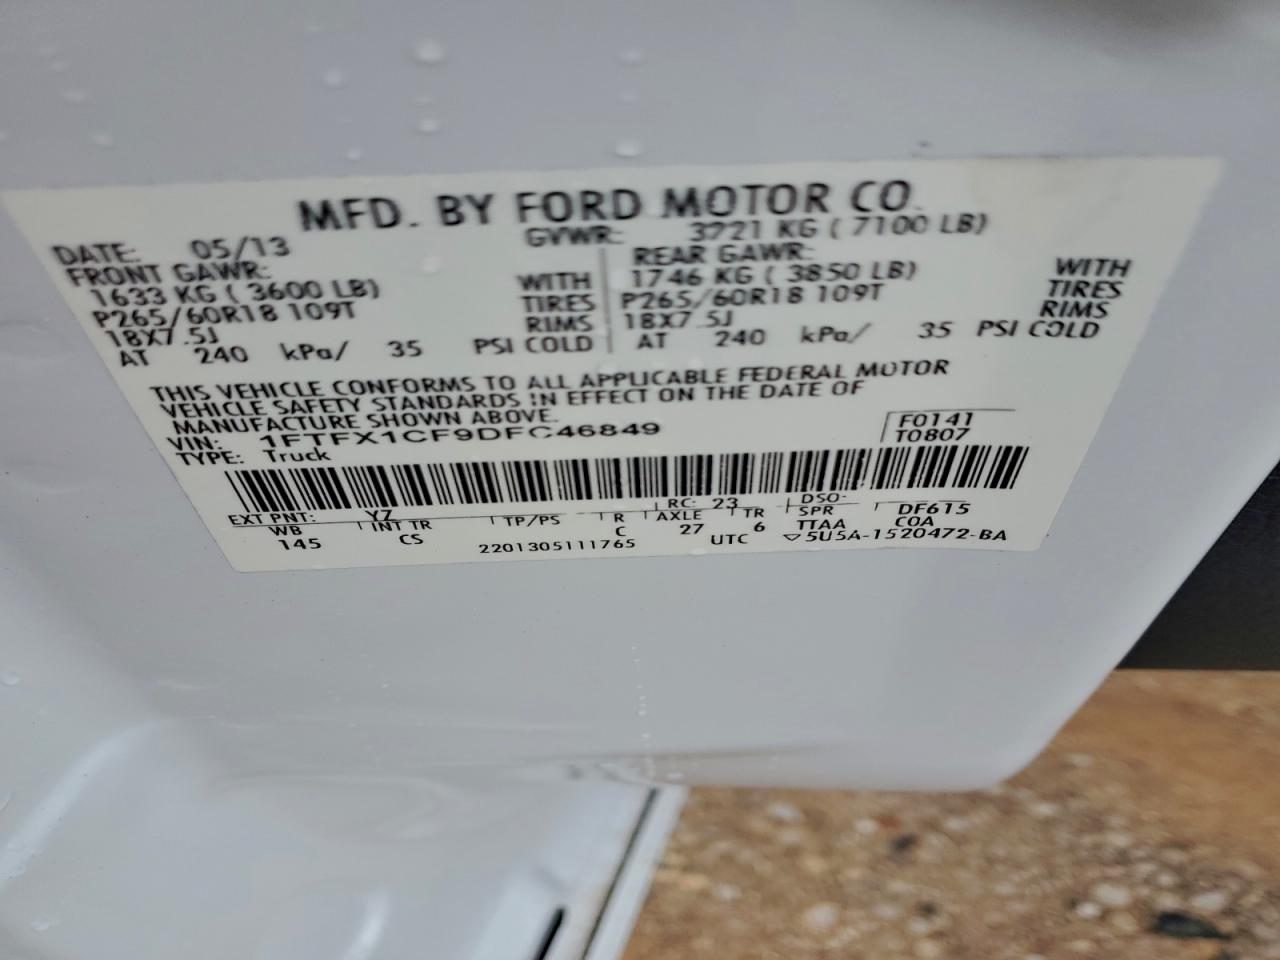 MFD. BY FORD MOTOR CO.
DATE: 05/13 GVWR: 3221 KG ( 7100 LB)
FRONT GAWR: REAR GAWR:
1633 KG ( 3600 LB) WITH 1746 KG ( 3850 LB) WITH
P265/60R18 109T TIRES P265/60R18 109T TIRES
18X7.5J RIMS 18X7.5J RIMS
AT 240 kPa/ 35 PSI COLD AT 240 kPa/ 35 PSI COLD
THIS VEHICLE CONFORMS TO ALL APPLICABLE FEDERAL MOTOR
VEHICLE SAFETY STANDARDS IN EFFECT ON THE DATE OF
MANUFACTURE SHOWN ABOVE.
VIN: 1FTFX1CF9DFC46849 F0141
TYPE: Truck T0807
EXT PNT: YZ RC: 23 DSO:
WB INT TR TP/PS R AXLE TR SPR DF615
145 CS C 27 6 TTAA COA
2201305111765 UTC ▽5U5A-1520472-BA